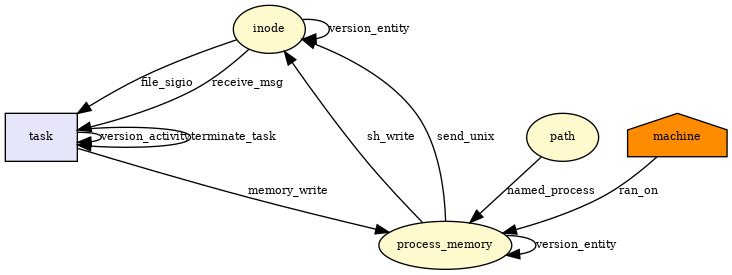 inode
version_entity
file_sigio
receive_msg
task
version_activity
terminate_task
sh_write
send_unix
path
machine
memory_write
named_process
ran_on
process_memory
version_entity